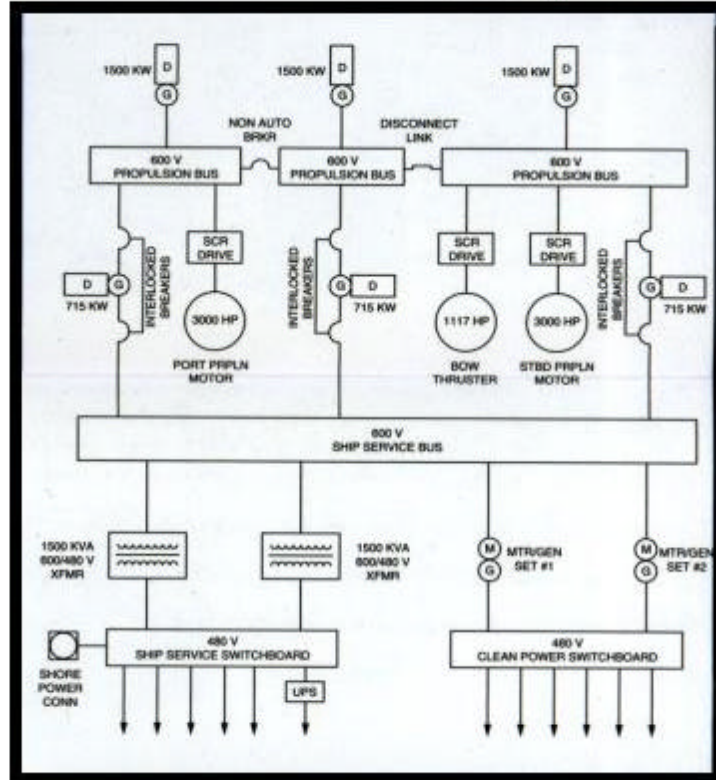 1500 KW
D
G
1500 KW
D
G
1500 KW
D
G
NON AUTO
BRKR
DISCONNECT
LINK
600 V
PROPULSION BUS
600 V
PROPULSION BUS
600 V
PROPULSION BUS
SCR
DRIVE
SCR
DRIVE
SCR
DRIVE
D
G
715 KW
INTERLOCKED
BREAKERS
3000 HP
PORT PRPLN
MOTOR
INTERLOCKED
BREAKERS
G
D
715 KW
1117 HP
BOW
THRUSTER
3000 HP
STBD PRPLN
MOTOR
INTERLOCKED
BREAKERS
G
D
715 KW
600 V
SHIP SERVICE BUS
1500 KVA
600/480 V
XFMR
1500 KVA
600/480 V
XFMR
M
G
MTR/GEN
SET #1
M
G
MTR/GEN
SET #2
480 V
SHIP SERVICE SWITCHBOARD
480 V
CLEAN POWER SWITCHBOARD
SHORE
POWER
CONN
UPS